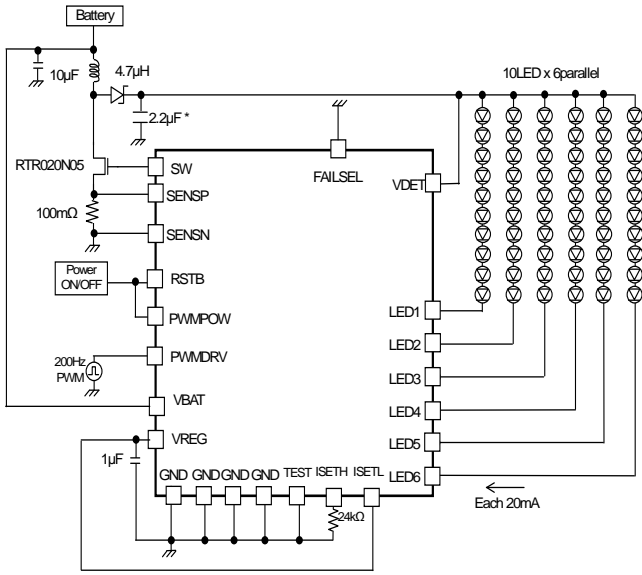 Battery
10µF
4.7µH
10LED x 6parallel
2.2µF *
RTR020N05
SW
FAILSEL
VDET
SENSP
100mΩ
SENSN
Power
ON/OFF
RSTB
PWMPOW
LED1
LED2
200Hz
PWM
PWMDRV
LED3
VBAT
LED4
VREG
LED5
1µF
GND GND GND GND TEST ISETH ISETL
LED6
24kΩ
Each 20mA